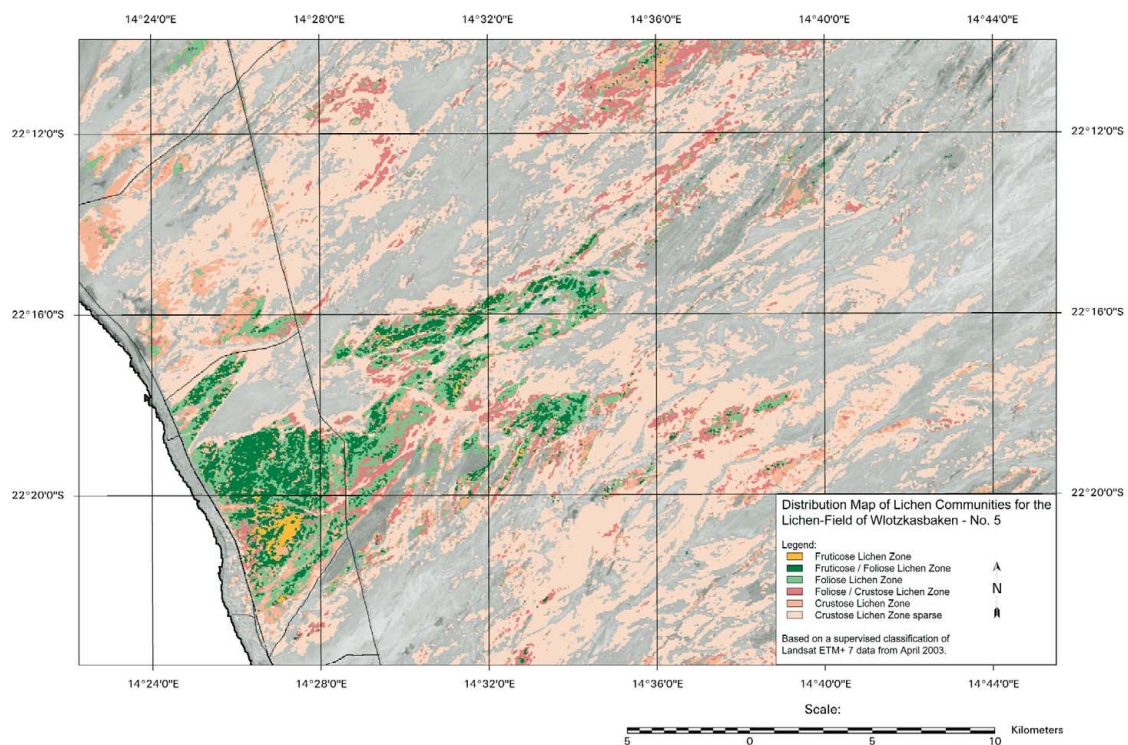 14°24'0"E 14°28'0"E 14°32'0"E 14°36'0"E 14°40'0"E 14°44'0"E
22°12'0"S 22°12'0"S
22°16'0"S 22°16'0"S
22°20'0"S 22°20'0"S
Distribution Map of Lichen Communities for the
Lichen-Field of Wlotzkasbaken - No. 5
Legend:
Fruticose Lichen Zone
Fruticose / Foliose Lichen Zone
Foliose Lichen Zone
Foliose / Crustose Lichen Zone
Crustose Lichen Zone
Crustose Lichen Zone sparse
N
Based on a supervised classification of
Landsat ETM+ 7 data from April 2003.
14°24'0"E 14°28'0"E 14°32'0"E 14°36'0"E 14°40'0"E 14°44'0"E
Scale:
Kilometers
5 0 5 10